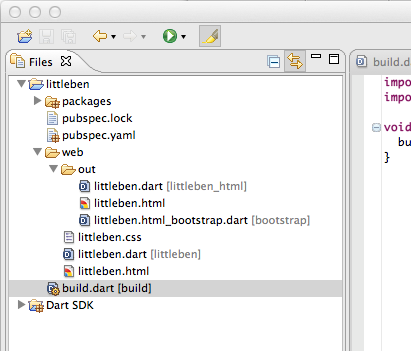 Files
littleben
packages
pubspec.lock
pubspec.yaml
web
out
littleben.dart [littleben_html]
littleben.html
littleben.html_bootstrap.dart [bootstrap]
littleben.css
littleben.dart [littleben]
littleben.html
build.dart [build]
Dart SDK
build.d
impo
impo
void
bu
}